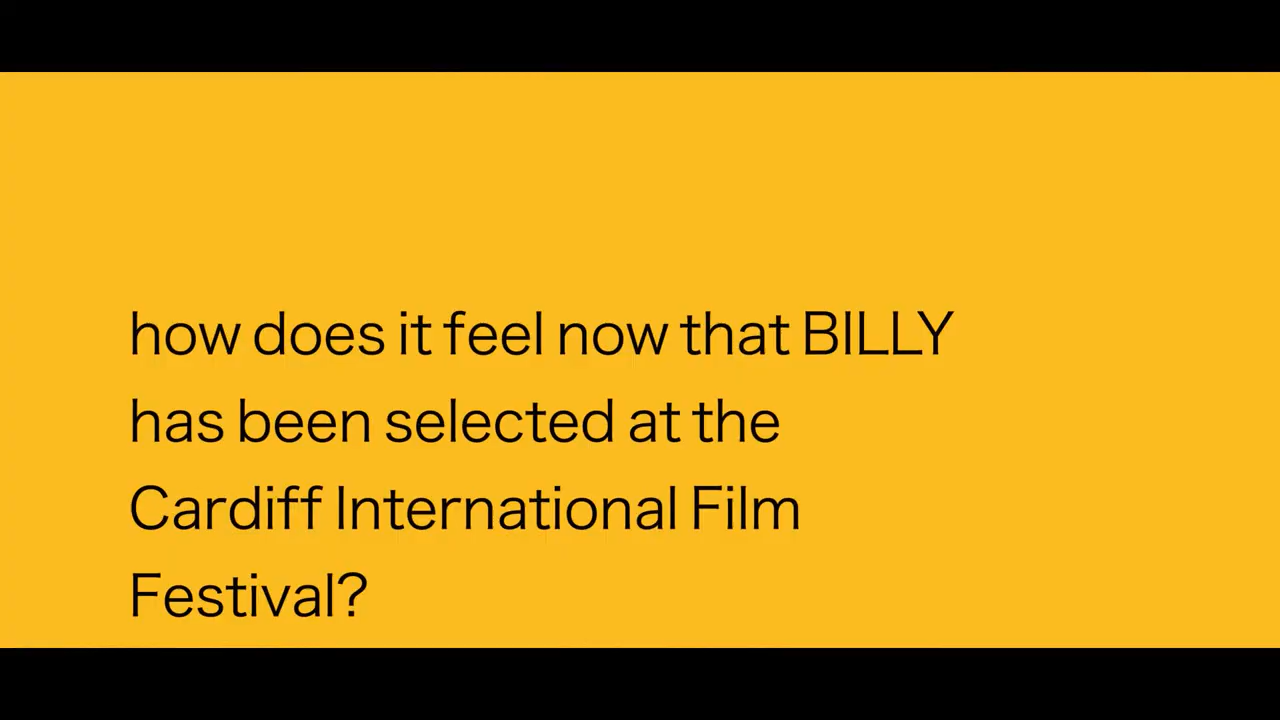 how does it feel now that BILLY
has been selected at the
Cardiff International Film
Festival?